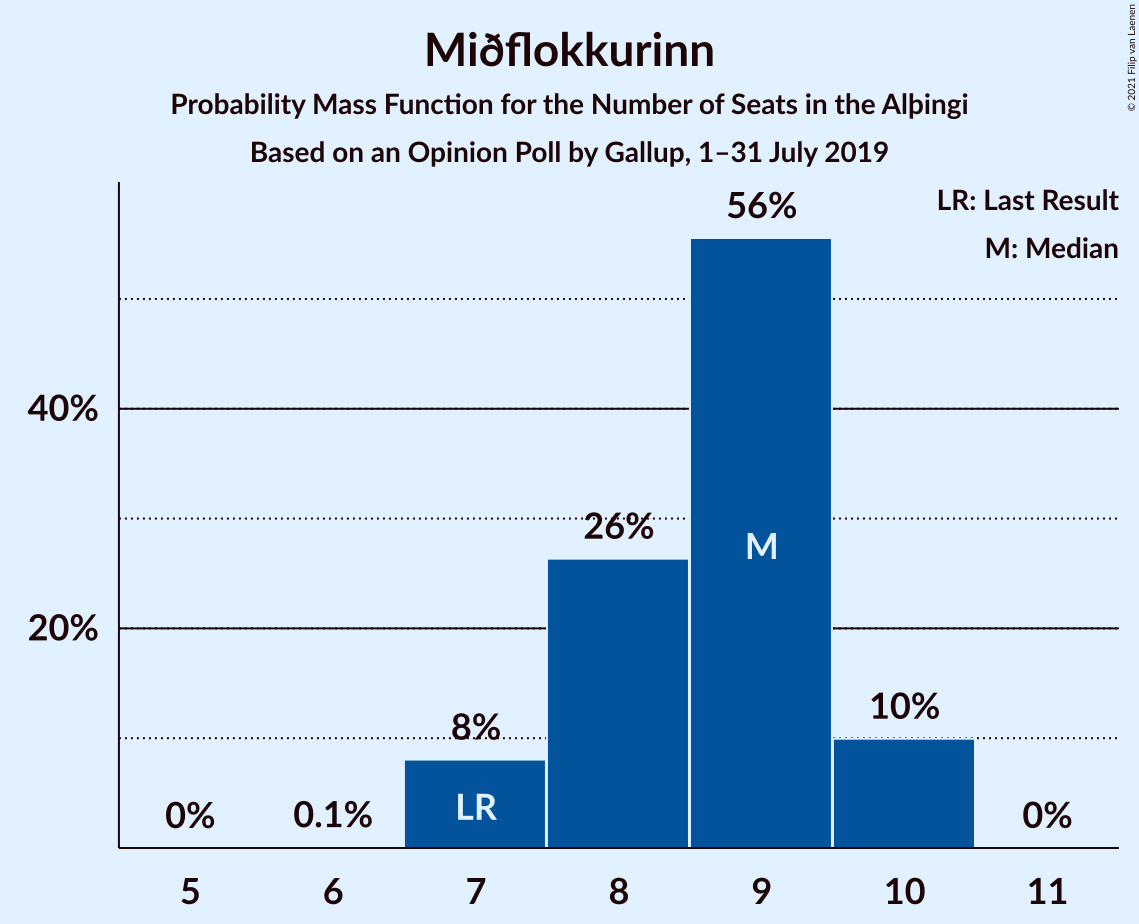 Miðflokkurinn
Probability Mass Function for the Number of Seats in the Alþingi
Based on an Opinion Poll by Gallup, 1–31 July 2019
© 2021 Filip van Laenen
LR: Last Result
M: Median
40%
20%
0%
0.1%
8%
26%
56%
10%
0%
LR
M
5 6 7 8 9 10 11